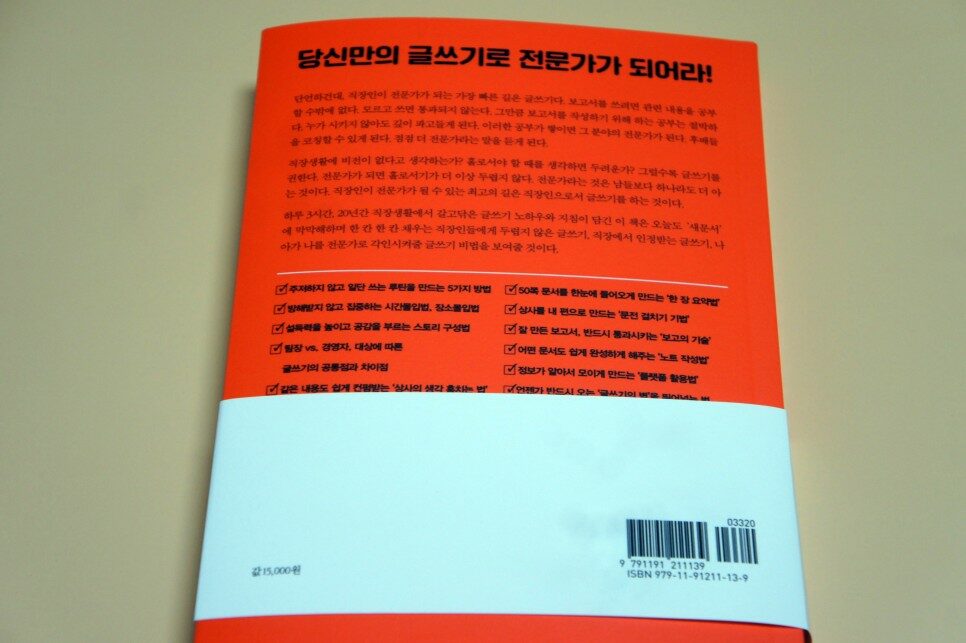 당신만의 글쓰기로 전문가가 되어라!
단언하건대, 직장인이 전문가가 되는 가장 빠른 길은 글쓰기다. 보고서를 쓰려면 관련 내용을 공부
할 수밖에 없다. 모르고 쓰면 통과되지 않는다. 그만큼 보고서를 작성하기 위해 하는 공부는 절박하
다. 누가 시키지 않아도 깊이 파고들게 된다. 이러한 공부가 쌓이면 그 분야의 전문가가 된다. 후배들
을 코칭할 수 있게 된다. 점점 더 전문가라는 말을 듣게 된다.
직장생활에 비전이 없다고 생각하는가? 홀로서야 할 때를 생각하면 두려운가? 그럴수록 글쓰기를
권한다. 전문가가 되면 홀로서기가 더 이상 두렵지 않다. 전문가라는 것은 남들보다 하나라도 더 아
는 것이다. 직장인이 전문가가 될 수 있는 최고의 길은 직장인으로서 글쓰기를 하는 것이다.
하루 3시간, 20년간 직장생활에서 갈고닦은 글쓰기 노하우와 지침이 담긴 이 책은 오늘도 '새문서'
에 막막해하며 한 칸 한 칸 채우는 직장인들에게 두렵지 않은 글쓰기, 직장에서 인정받는 글쓰기, 나
아가 나를 전문가로 각인시켜줄 글쓰기 비법을 보여줄 것이다.
주저하지 않고 일단 쓰는 루틴을 만드는 5가지 방법
방해받지 않고 집중하는 시간몰입법, 장소몰입법
설득력을 높이고 공감을 부르는 스토리 구성법
팀장 vs. 경영자, 대상에 따른
글쓰기의 공통점과 차이점
같은 내용도 쉽게 컨펌받는 '상사의 생각 훔치는 법'
50쪽 문서를 한눈에 들어오게 만드는 '한 장 요약법'
상사를 내 편으로 만드는 '문전 걸치기 기법'
잘 만든 보고서, 반드시 통과시키는 '보고의 기술'
어떤 문서도 쉽게 완성하게 해주는 '노트 작성법'
정보가 알아서 모이게 만드는 '플랫폼 활용법'
언젠가 반드시 오는 '글쓰기의 벽'을 뛰어넘는 법
03320
9 791191 211139
ISBN 979-11-91211-13-9
값 15,000원